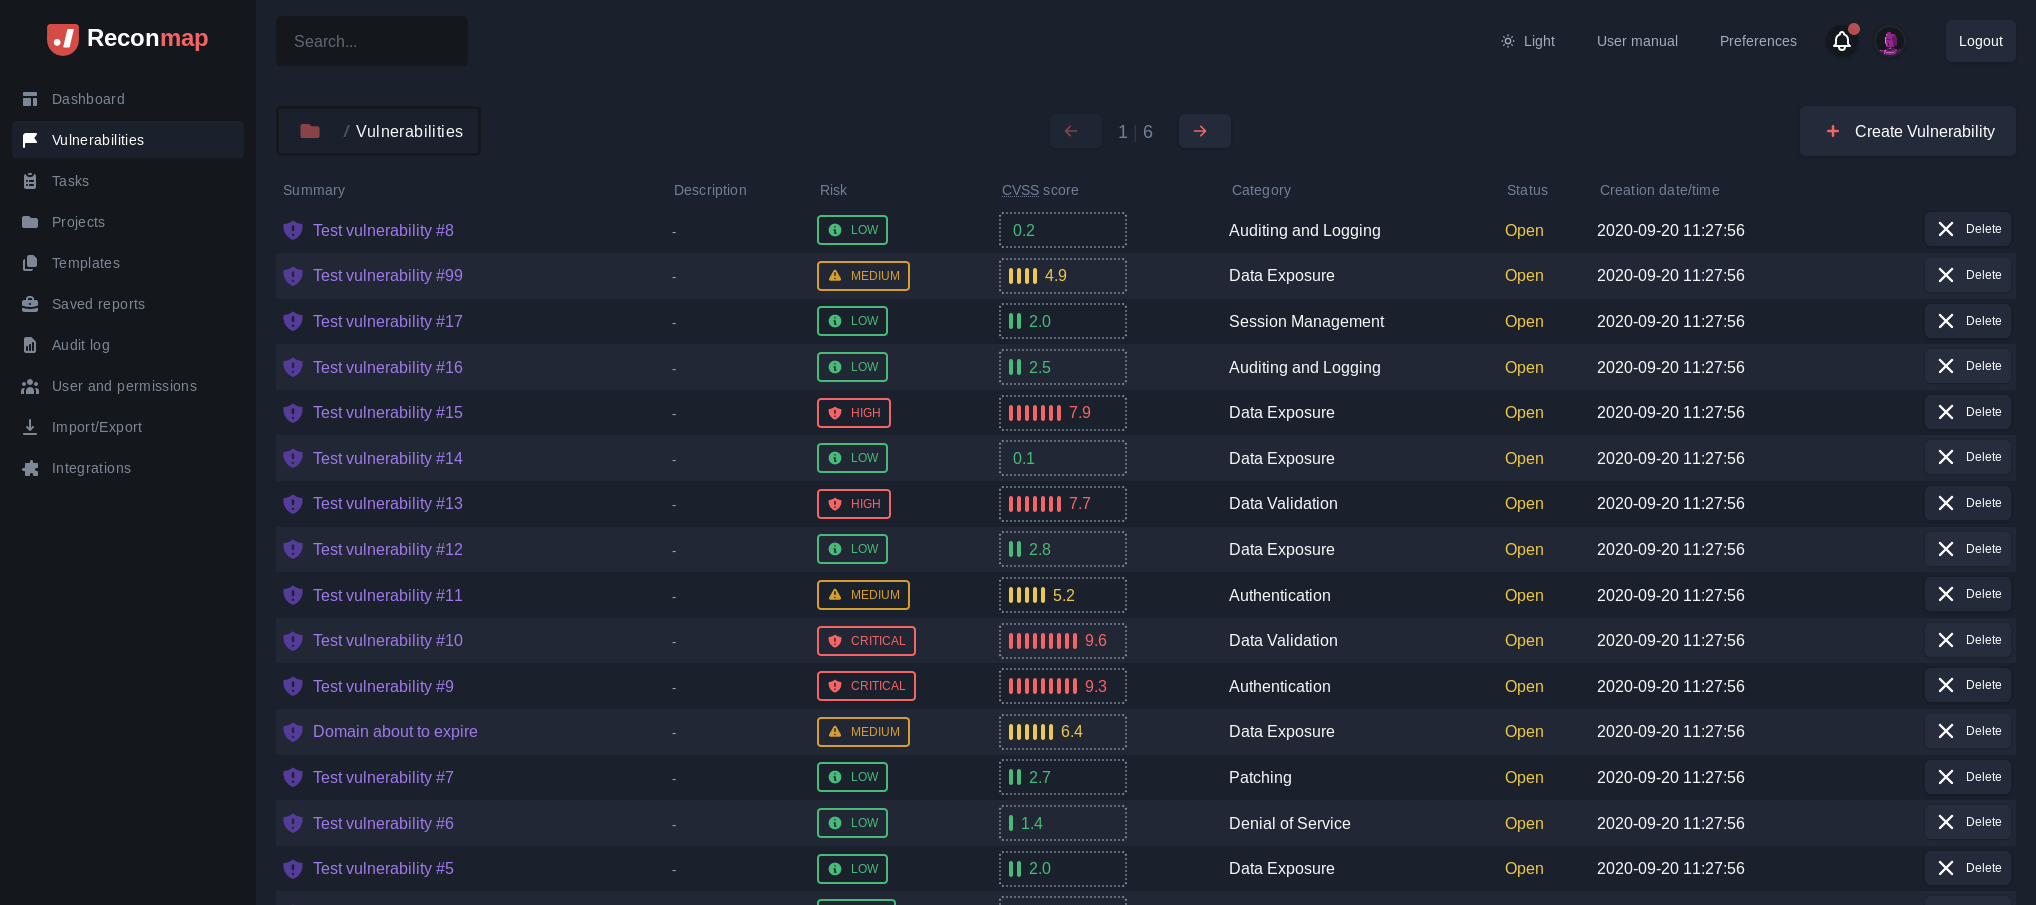 Reconmap
Search...
Light
User manual
Preferences
Logout
Dashboard
Vulnerabilities
Tasks
Projects
Templates
Saved reports
Audit log
User and permissions
Import/Export
Integrations
/ Vulnerabilities
1 | 6
Create Vulnerability
Summary Description Risk CVSS score Category Status Creation date/time
Test vulnerability #8 - LOW 0.2 Auditing and Logging Open 2020-09-20 11:27:56 Delete
Test vulnerability #99 - MEDIUM 4.9 Data Exposure Open 2020-09-20 11:27:56 Delete
Test vulnerability #17 - LOW 2.0 Session Management Open 2020-09-20 11:27:56 Delete
Test vulnerability #16 - LOW 2.5 Auditing and Logging Open 2020-09-20 11:27:56 Delete
Test vulnerability #15 - HIGH 7.9 Data Exposure Open 2020-09-20 11:27:56 Delete
Test vulnerability #14 - LOW 0.1 Data Exposure Open 2020-09-20 11:27:56 Delete
Test vulnerability #13 - HIGH 7.7 Data Validation Open 2020-09-20 11:27:56 Delete
Test vulnerability #12 - LOW 2.8 Data Exposure Open 2020-09-20 11:27:56 Delete
Test vulnerability #11 - MEDIUM 5.2 Authentication Open 2020-09-20 11:27:56 Delete
Test vulnerability #10 - CRITICAL 9.6 Data Validation Open 2020-09-20 11:27:56 Delete
Test vulnerability #9 - CRITICAL 9.3 Authentication Open 2020-09-20 11:27:56 Delete
Domain about to expire - MEDIUM 6.4 Data Exposure Open 2020-09-20 11:27:56 Delete
Test vulnerability #7 - LOW 2.7 Patching Open 2020-09-20 11:27:56 Delete
Test vulnerability #6 - LOW 1.4 Denial of Service Open 2020-09-20 11:27:56 Delete
Test vulnerability #5 - LOW 2.0 Data Exposure Open 2020-09-20 11:27:56 Delete